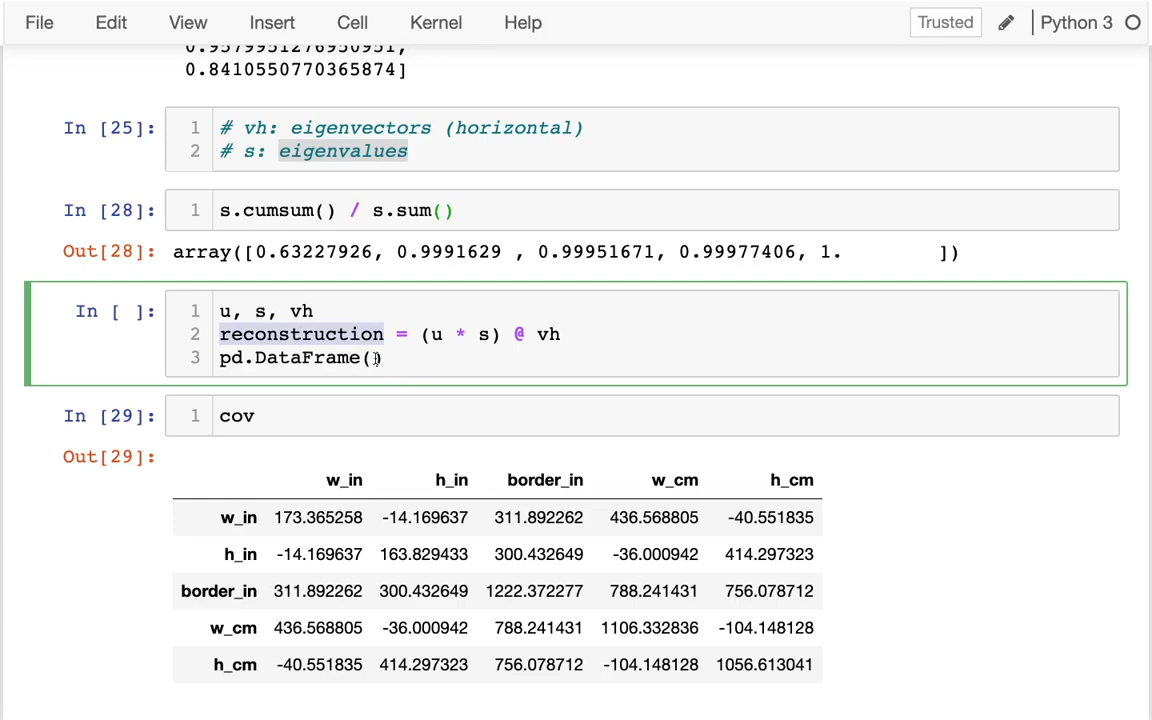 File Edit View Insert Cell Kernel Help Trusted Python 3
0.9579951276950951,
0.8410550770365874]
In [25]: 1 # vh: eigenvectors (horizontal)
2 # s: eigenvalues
In [28]: 1 s.cumsum() / s.sum()
Out[28]: array([0.63227926, 0.9991629 , 0.99951671, 0.99977406, 1. ])
In [ ]: 1 u, s, vh
2 reconstruction = (u * s) @ vh
3 pd.DataFrame()
In [29]: 1 cov
Out[29]:
w_in h_in border_in w_cm h_cm
w_in 173.365258 -14.169637 311.892262 436.568805 -40.551835
h_in -14.169637 163.829433 300.432649 -36.000942 414.297323
border_in 311.892262 300.432649 1222.372277 788.241431 756.078712
w_cm 436.568805 -36.000942 788.241431 1106.332836 -104.148128
h_cm -40.551835 414.297323 756.078712 -104.148128 1056.613041